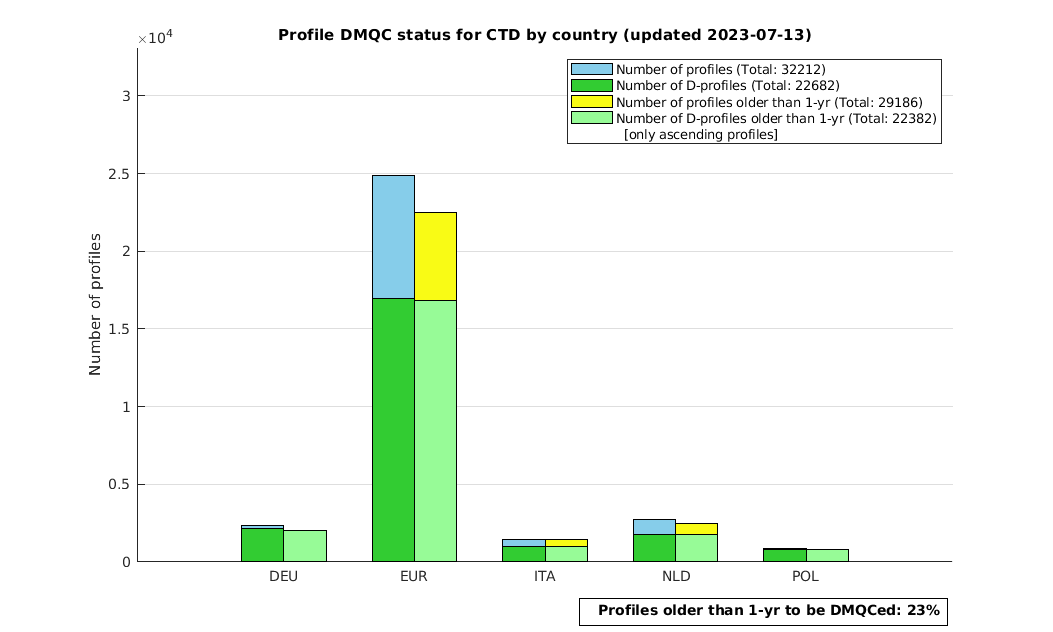 Profile DMQC status for CTD by country (updated 2023-07-13)
×10⁴
Number of profiles (Total: 32212)
Number of D-profiles (Total: 22682)
Number of profiles older than 1-yr (Total: 29186)
Number of D-profiles older than 1-yr (Total: 22382)
[only ascending profiles]
Number of profiles
3
2.5
2
1.5
1
0.5
0
DEU EUR ITA NLD POL
Profiles older than 1-yr to be DMQCed: 23%